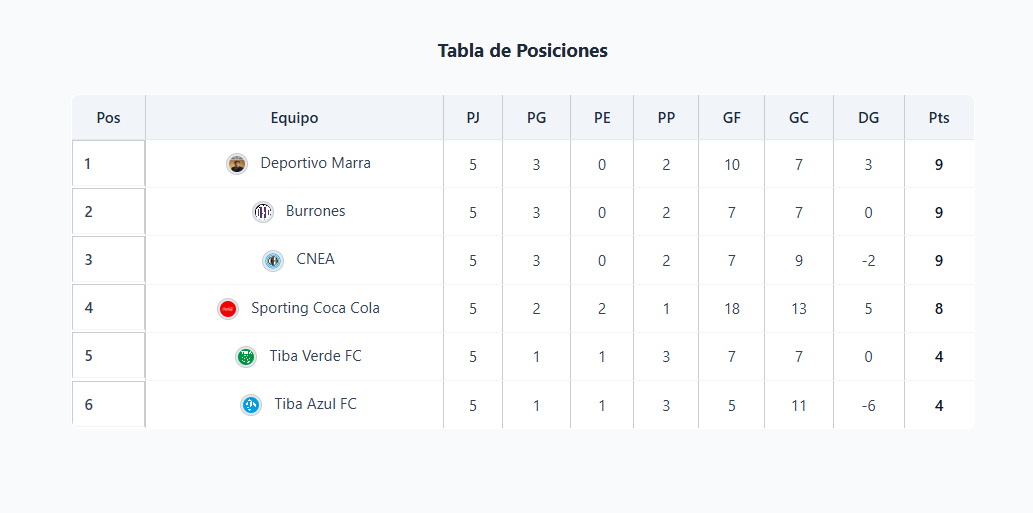 Tabla de Posiciones
Pos Equipo PJ PG PE PP GF GC DG Pts
1 Deportivo Marra 5 3 0 2 10 7 3 9
2 Burrones 5 3 0 2 7 7 0 9
3 CNEA 5 3 0 2 7 9 -2 9
4 Sporting Coca Cola 5 2 2 1 18 13 5 8
5 Tiba Verde FC 5 1 1 3 7 7 0 4
6 Tiba Azul FC 5 1 1 3 5 11 -6 4